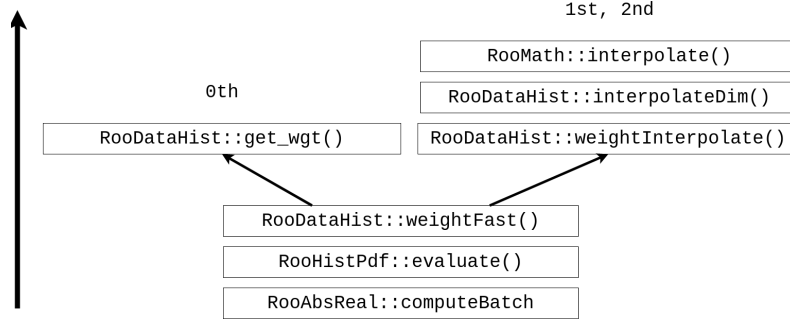 1st, 2nd
RooMath::interpolate()
0th
RooDataHist::interpolateDim()
RooDataHist::get_wgt()
RooDataHist::weightInterpolate()
RooDataHist::weightFast()
RooHistPdf::evaluate()
RooAbsReal::computeBatch